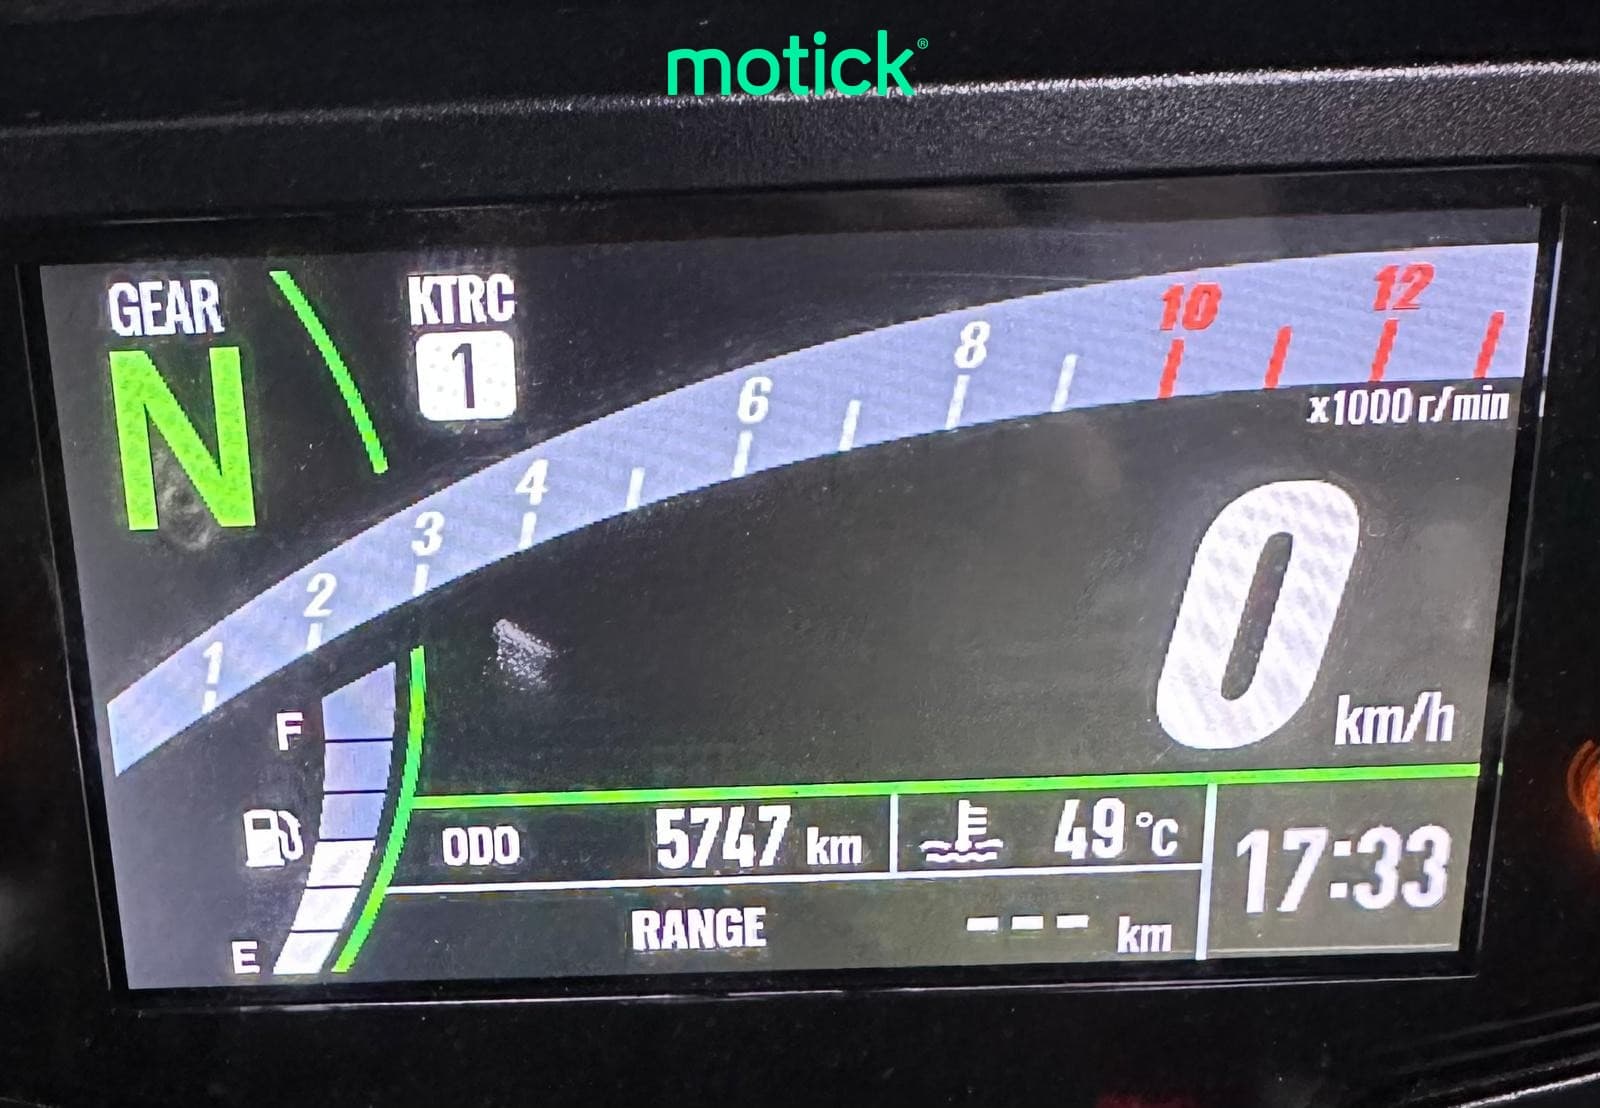 motick®
GEAR
N
KTRC
1
1 2 3 4 6 8 10 12
x1000 r/min
0 km/h
F
E
ODO 5747 km
49 °C
17:33
RANGE --- km